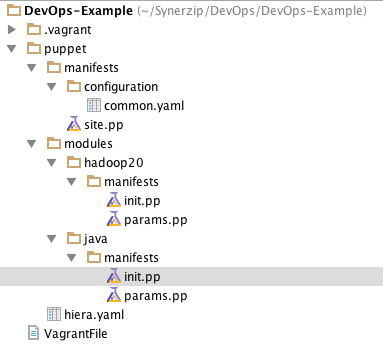 DevOps-Example (~/Synerzip/DevOps/DevOps-Example)
.vagrant
puppet
manifests
configuration
common.yaml
site.pp
modules
hadoop20
manifests
init.pp
params.pp
java
manifests
init.pp
params.pp
hiera.yaml
VagrantFile